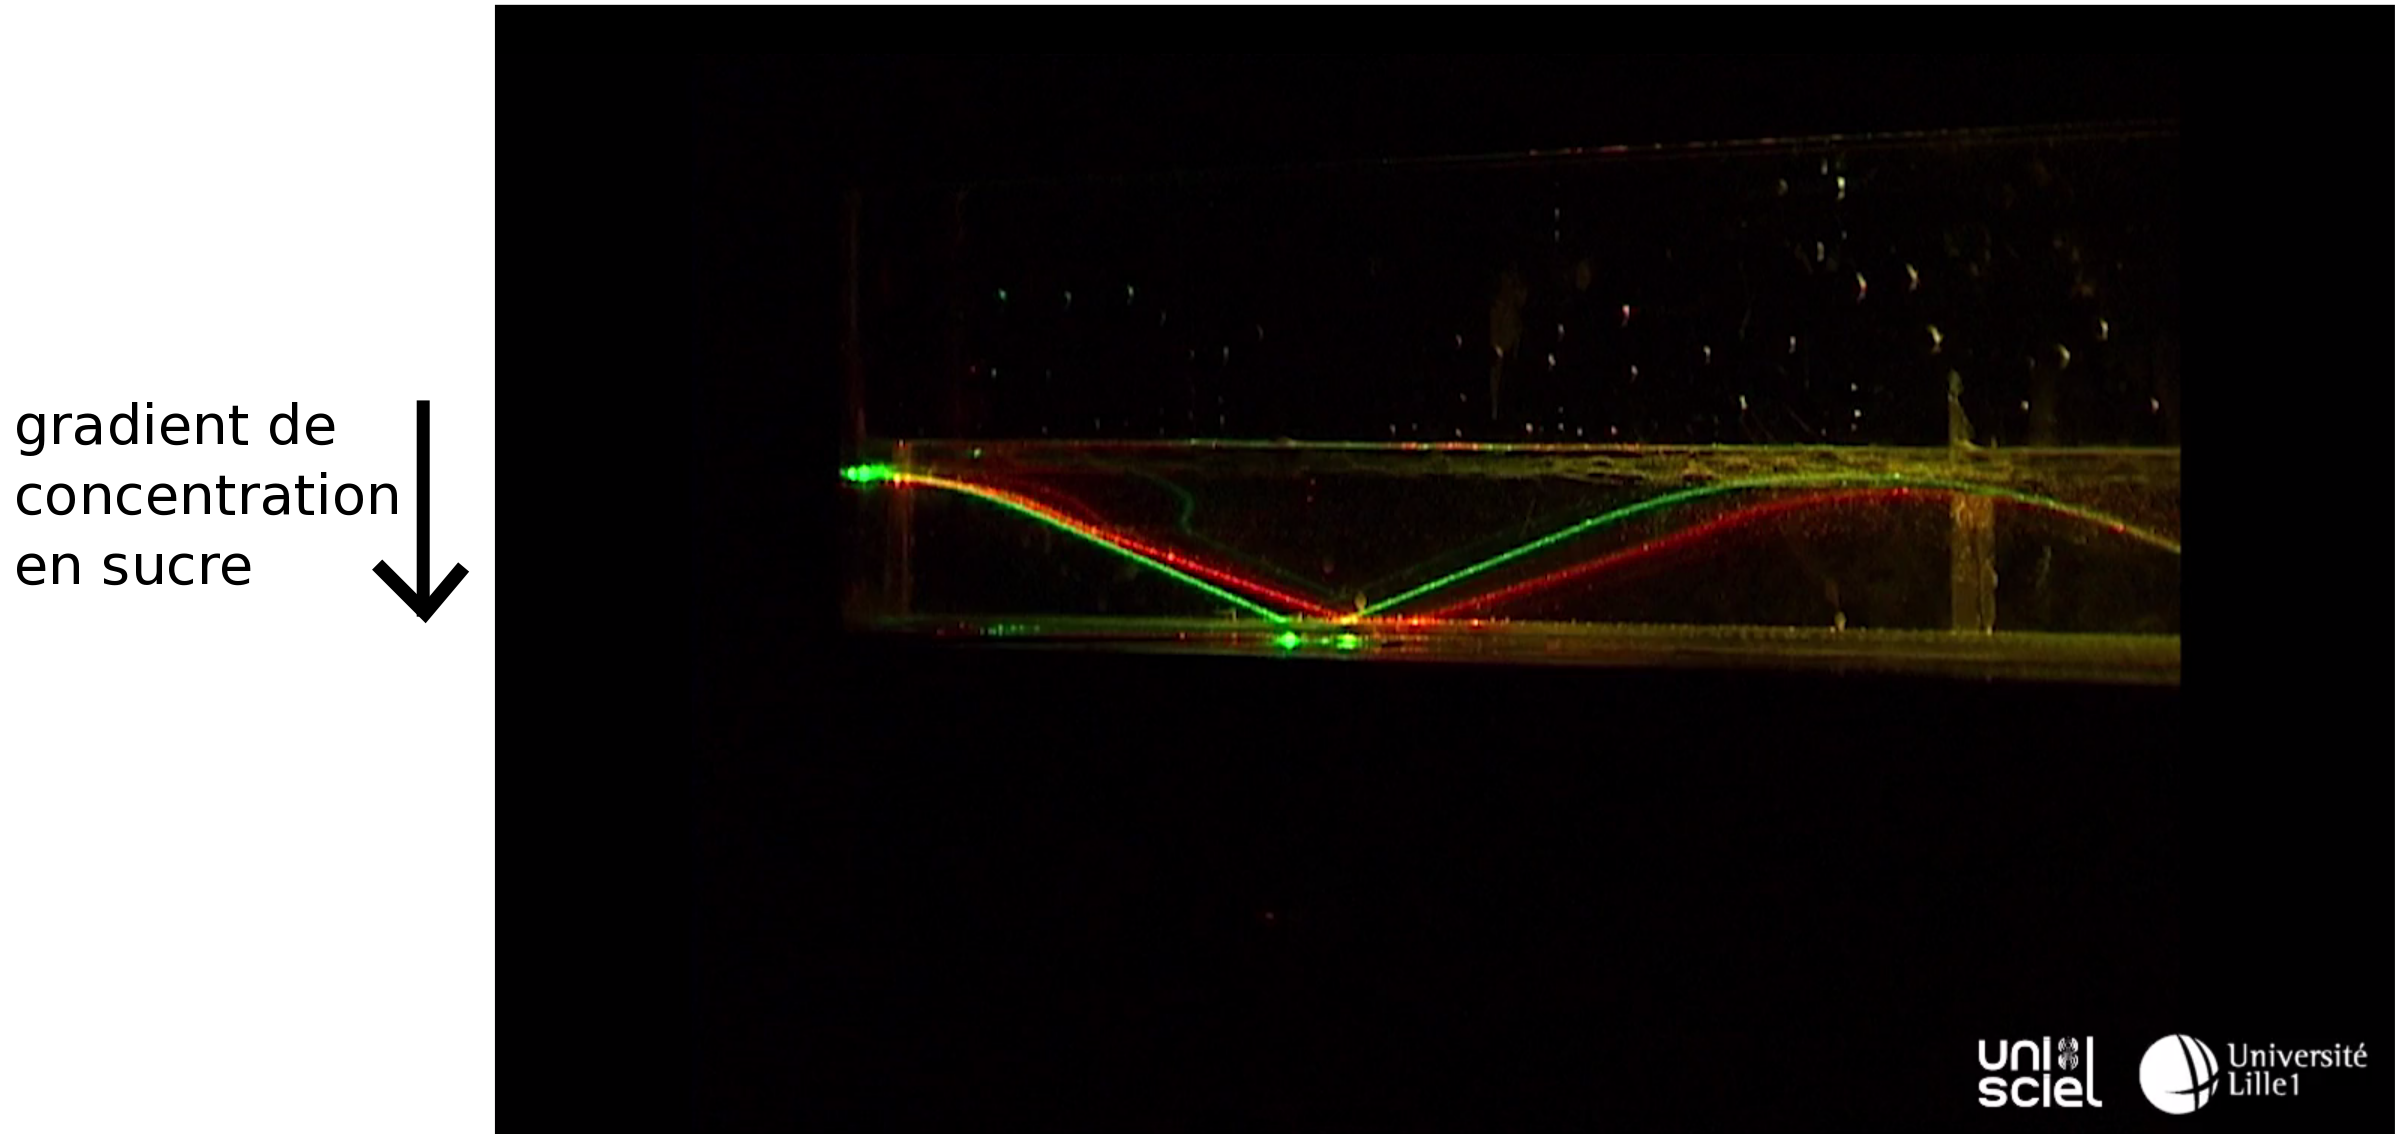 gradient de
concentration
en sucre
uni
sciel
Université
Lille1